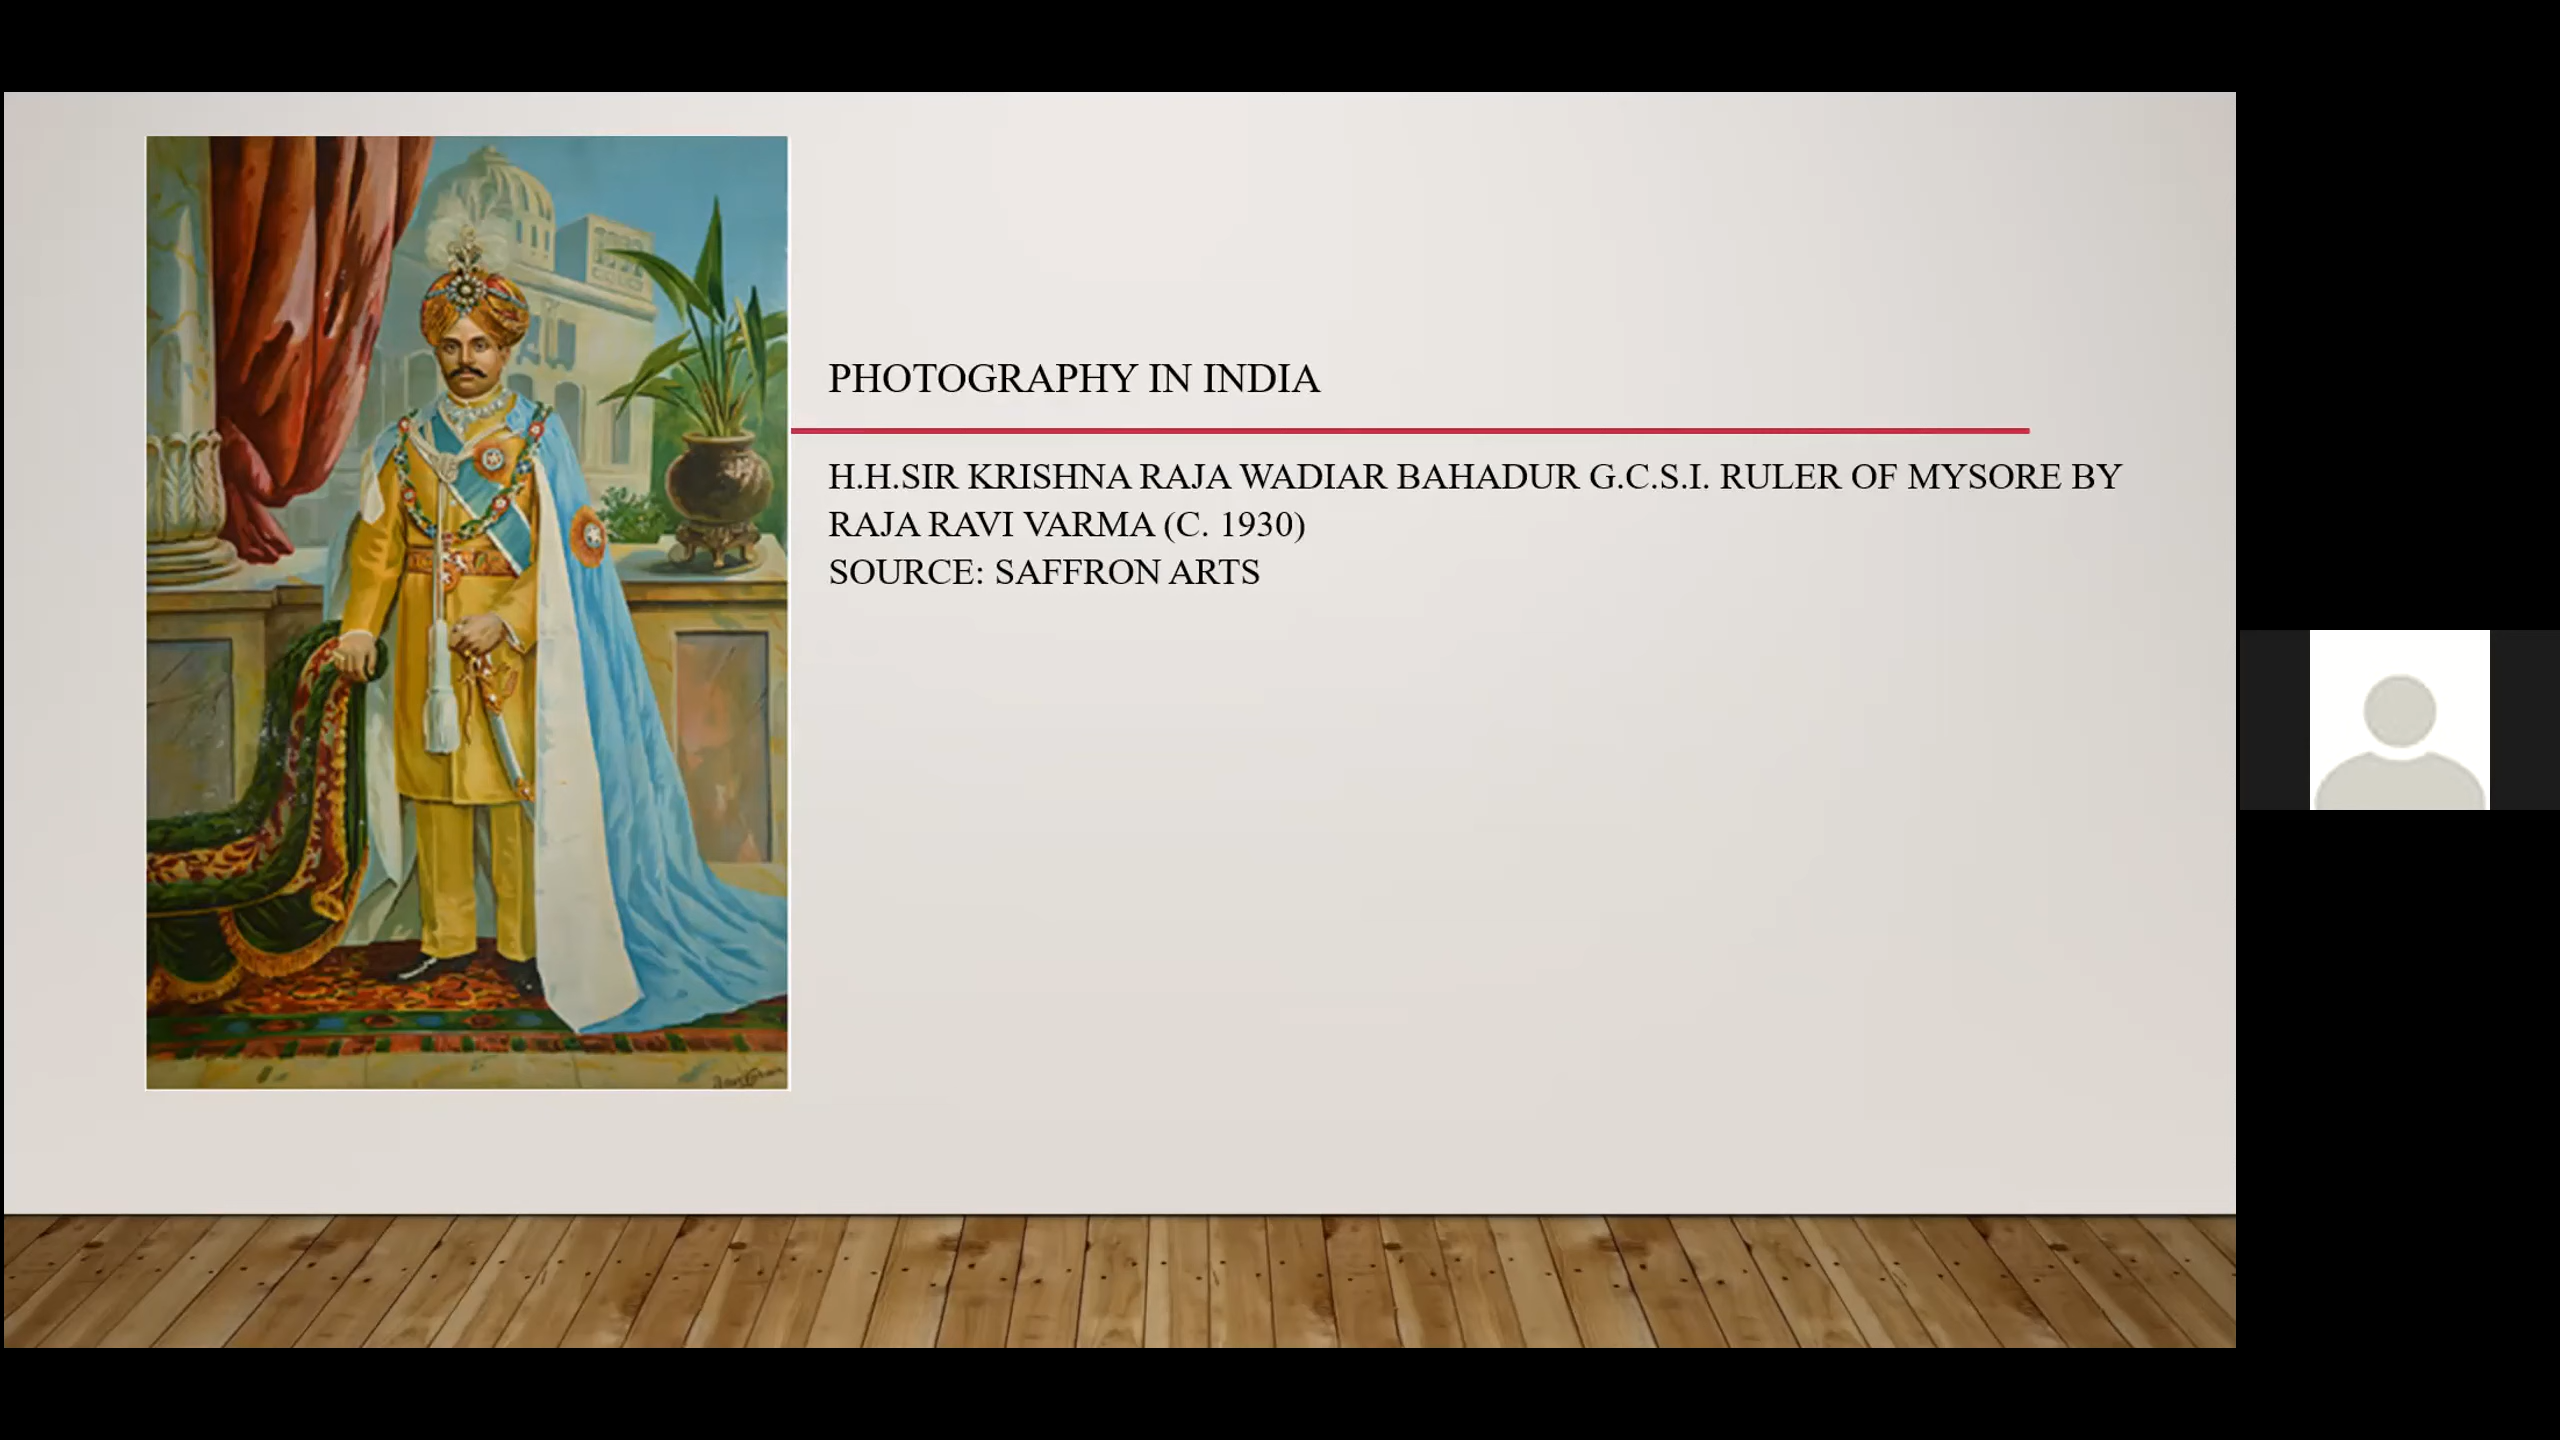 PHOTOGRAPHY IN INDIA
H.H.SIR KRISHNA RAJA WADIAR BAHADUR G.C.S.I. RULER OF MYSORE BY
RAJA RAVI VARMA (C. 1930)
SOURCE: SAFFRON ARTS